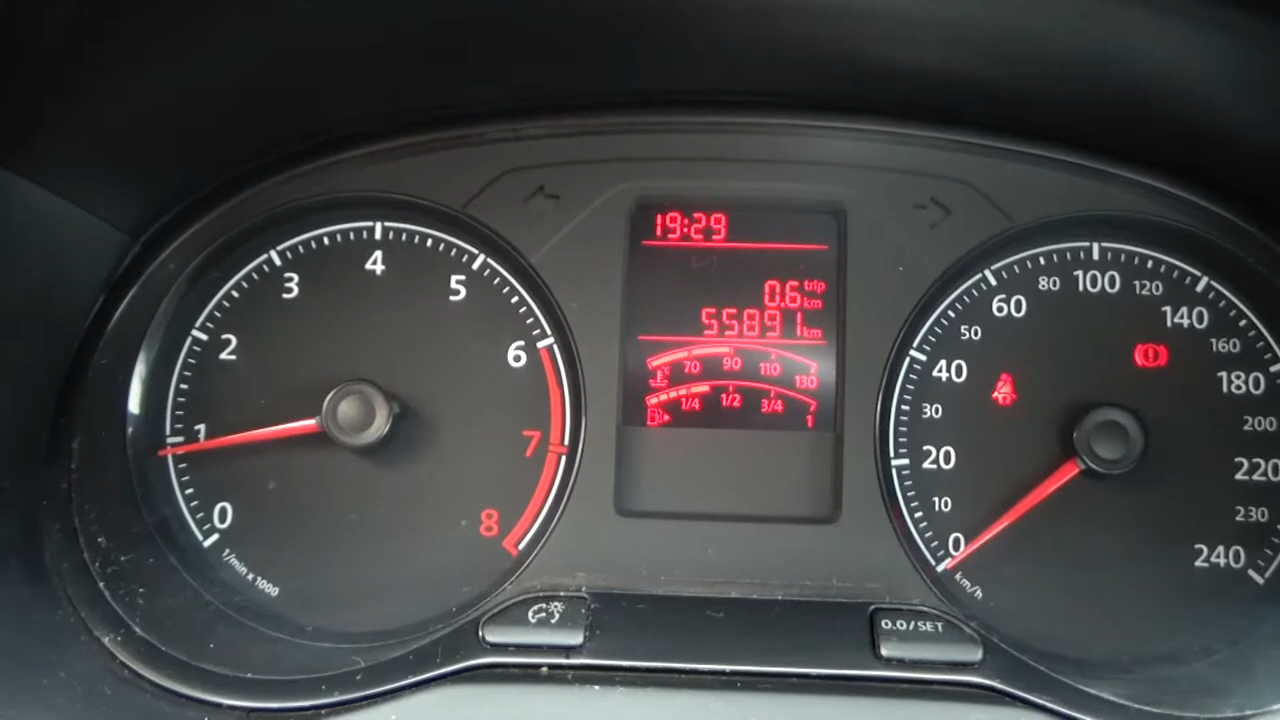 19:29
0.6 trip km
55891 km
70 90 110 130
°C
1/4 1/2 3/4 1
0 1 2 3 4 5 6 7 8
1/min x 1000
0 10 20 30 40 50 60 80 100 120 140 160 180 200 220 230 240
km/h
0.0/SET